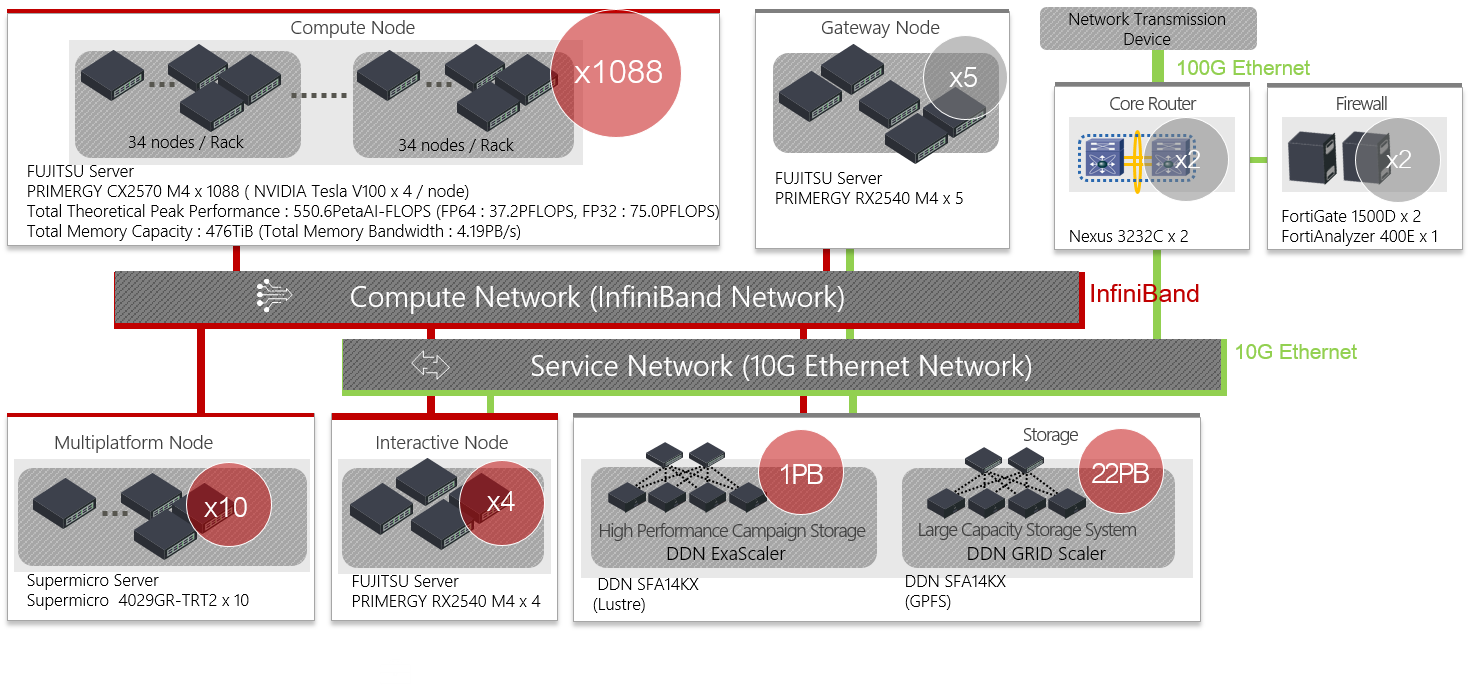 Compute Node
x1088
34 nodes / Rack
34 nodes / Rack
FUJITSU Server
PRIMERGY CX2570 M4 x 1088 ( NVIDIA Tesla V100 x 4 / node)
Total Theoretical Peak Performance : 550.6PetaAI-FLOPS (FP64 : 37.2PFLOPS, FP32 : 75.0PFLOPS)
Total Memory Capacity : 476TiB (Total Memory Bandwidth : 4.19PB/s)
Gateway Node
x5
FUJITSU Server
PRIMERGY RX2540 M4 x 5
Network Transmission
Device
100G Ethernet
Core Router
x2
Nexus 3232C x 2
Firewall
x2
FortiGate 1500D x 2
FortiAnalyzer 400E x 1
Compute Network (InfiniBand Network)
InfiniBand
Service Network (10G Ethernet Network)
10G Ethernet
Multiplatform Node
x10
Supermicro Server
Supermicro 4029GR-TRT2 x 10
Interactive Node
x4
FUJITSU Server
PRIMERGY RX2540 M4 x 4
Storage
1PB
High Performance Campaign Storage
DDN ExaScaler
DDN SFA14KX
(Lustre)
22PB
Large Capacity Storage System
DDN GRID Scaler
DDN SFA14KX
(GPFS)